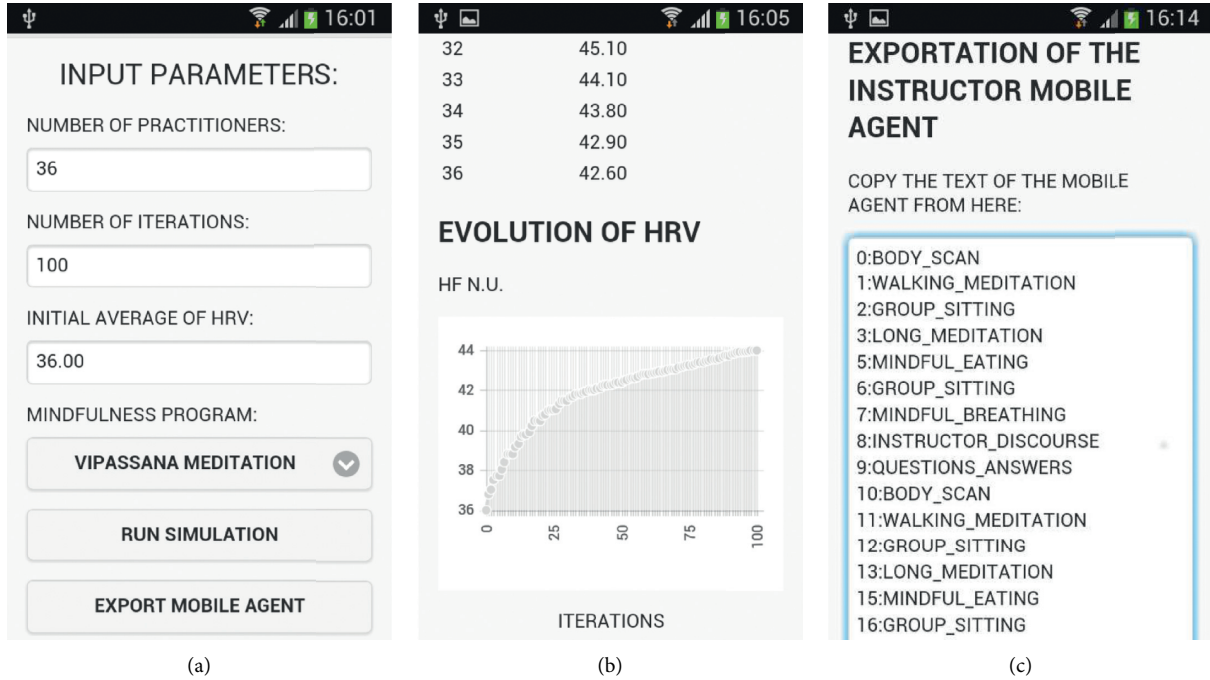 16:01
INPUT PARAMETERS:
NUMBER OF PRACTITIONERS:
36
NUMBER OF ITERATIONS:
100
INITIAL AVERAGE OF HRV:
36.00
MINDFULNESS PROGRAM:
VIPASSANA MEDITATION
RUN SIMULATION
EXPORT MOBILE AGENT
(a)
16:05
32 45.10
33 44.10
34 43.80
35 42.90
36 42.60
EVOLUTION OF HRV
HF N.U.
44
42
40
38
36
0 25 50 75 100
ITERATIONS
(b)
16:14
EXPORTATION OF THE
INSTRUCTOR MOBILE
AGENT
COPY THE TEXT OF THE MOBILE
AGENT FROM HERE:
0:BODY_SCAN
1:WALKING_MEDITATION
2:GROUP_SITTING
3:LONG_MEDITATION
5:MINDFUL_EATING
6:GROUP_SITTING
7:MINDFUL_BREATHING
8:INSTRUCTOR_DISCOURSE
9:QUESTIONS_ANSWERS
10:BODY_SCAN
11:WALKING_MEDITATION
12:GROUP_SITTING
13:LONG_MEDITATION
15:MINDFUL_EATING
16:GROUP_SITTING
(c)